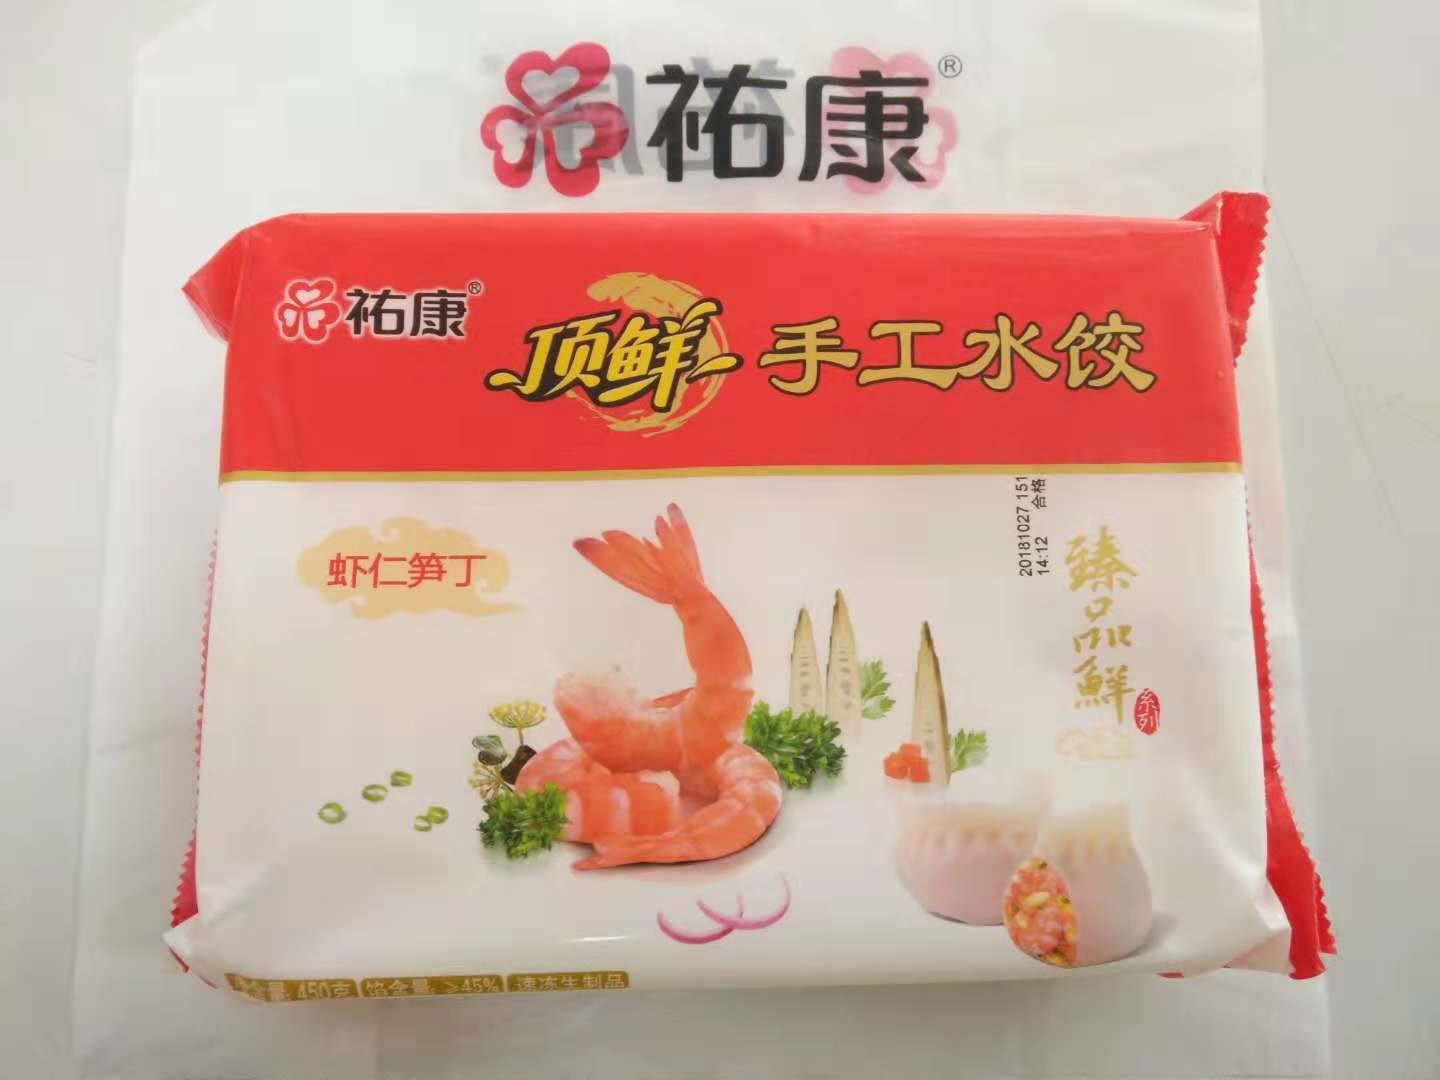 祐康®
祐康®
顶鲜 手工水饺
20181027 151
14:12 合格
虾仁笋丁
臻品鲜
系列
净含量: 450克 馅含量: ≥45% 速冻生制品